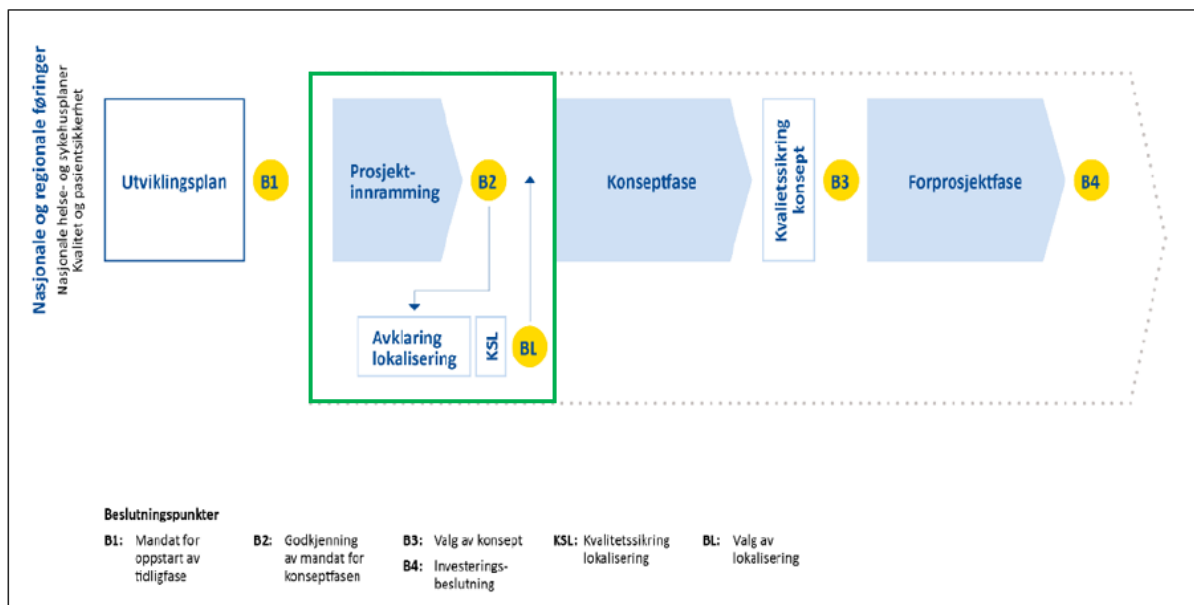 Nasjonale og regionale føringer
Nasjonale helse- og sykehusplaner
Kvalitet og pasientsikkerhet
Utviklingsplan
B1
Prosjekt-
innramming
B2
Avklaring
lokalisering
KSL
BL
Konseptfase
Kvalietssikring
konsept
B3
Forprosjektfase
B4
Beslutningspunkter
B1: Mandat for
oppstart av
tidligfase
B2: Godkjenning
av mandat for
konseptfasen
B3: Valg av konsept
B4: Investerings-
beslutning
KSL: Kvalitetssikring
lokalisering
BL: Valg av
lokalisering